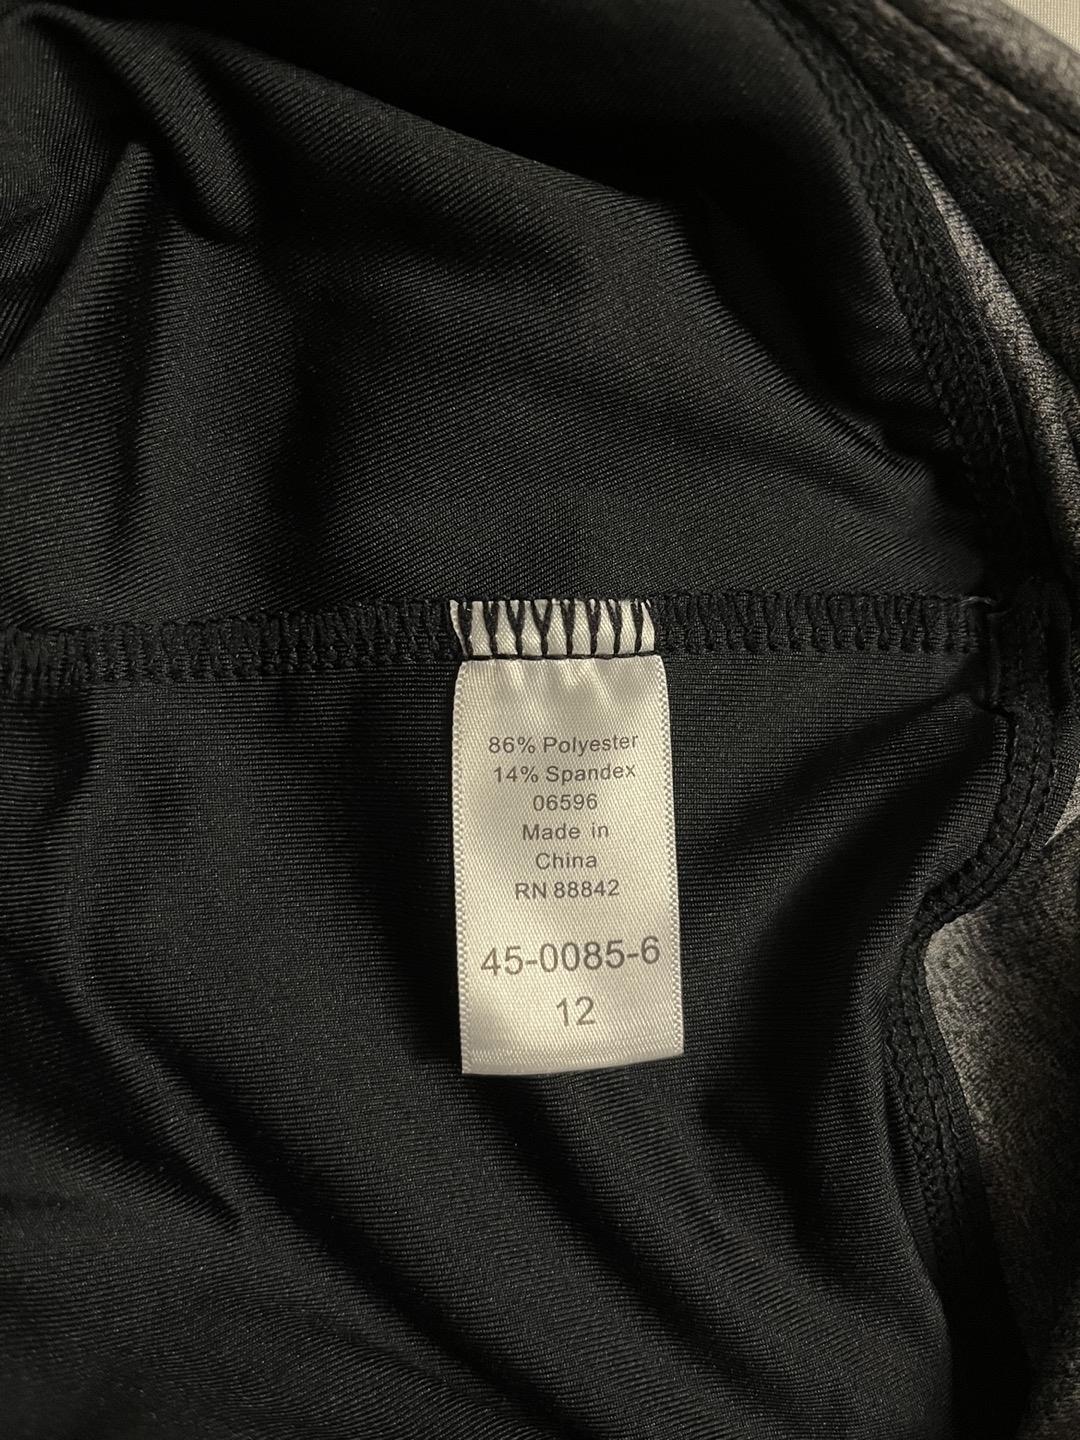 86% Polyester
14% Spandex
06596
Made in
China
RN 88842
45-0085-6
12